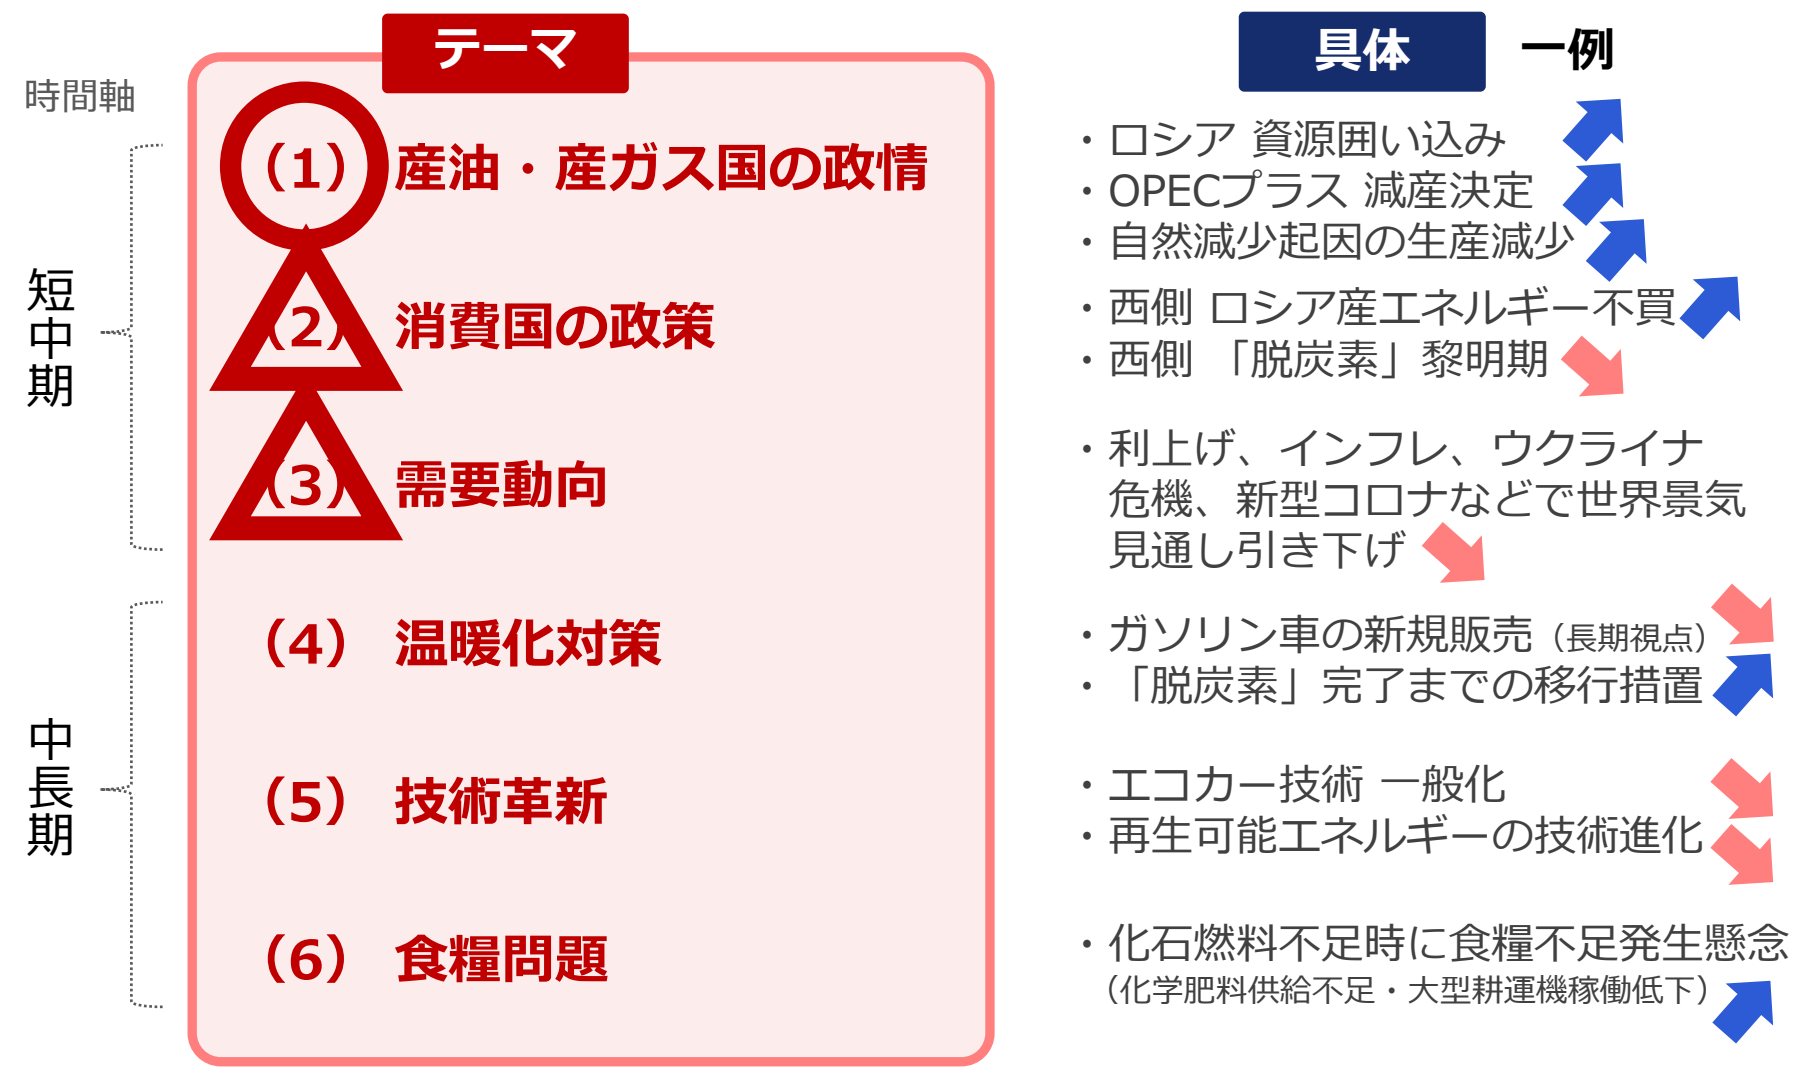 テーマ
具体 一例
時間軸
短中期
(1) 産油・産ガス国の政情
・ロシア 資源囲い込み
・OPECプラス 減産決定
・自然減少起因の生産減少
(2) 消費国の政策
・西側 ロシア産エネルギー不買
・西側 「脱炭素」黎明期
(3) 需要動向
・利上げ、インフレ、ウクライナ
危機、新型コロナなどで世界景気
見通し引き下げ
中長期
(4) 温暖化対策
・ガソリン車の新規販売(長期視点)
・「脱炭素」完了までの移行措置
(5) 技術革新
・エコカー技術 一般化
・再生可能エネルギーの技術進化
(6) 食糧問題
・化石燃料不足時に食糧不足発生懸念
(化学肥料供給不足・大型耕運機稼働低下)